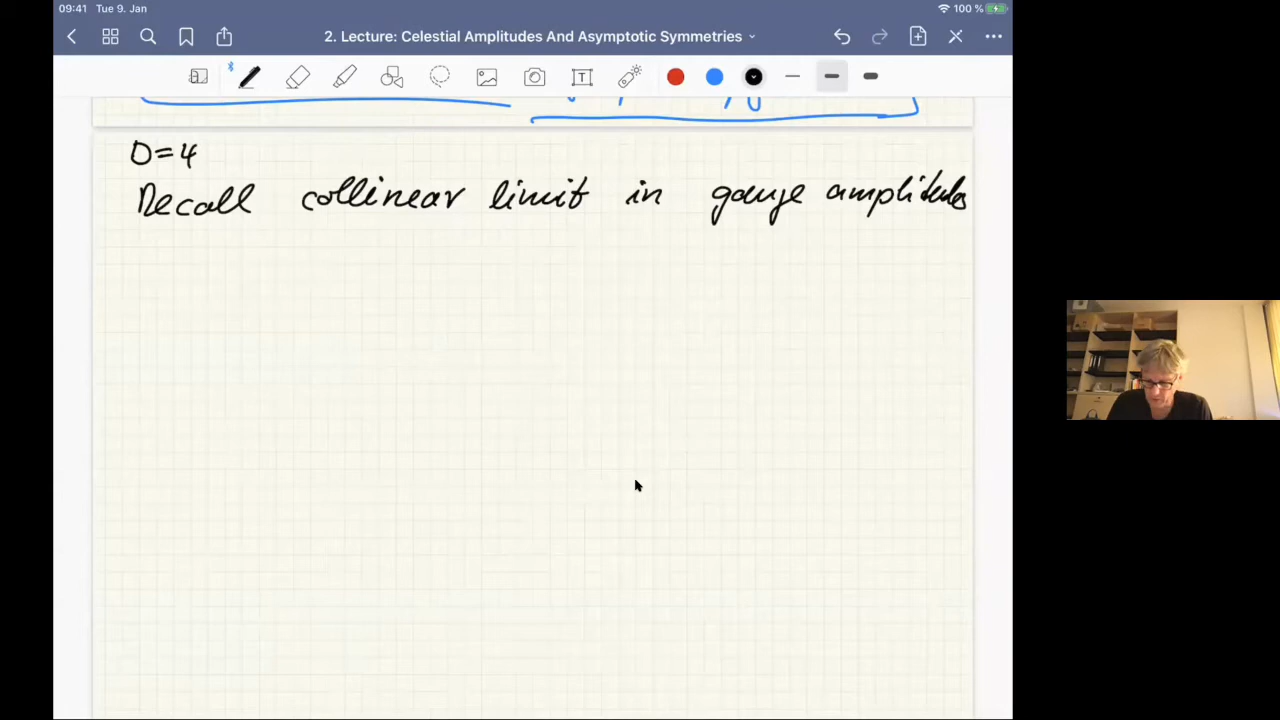 09:41 Tue 9. Jan 100 %
2. Lecture: Celestial Amplitudes And Asymptotic Symmetries
D=4
Recall collinear limit in gauge amplitudes